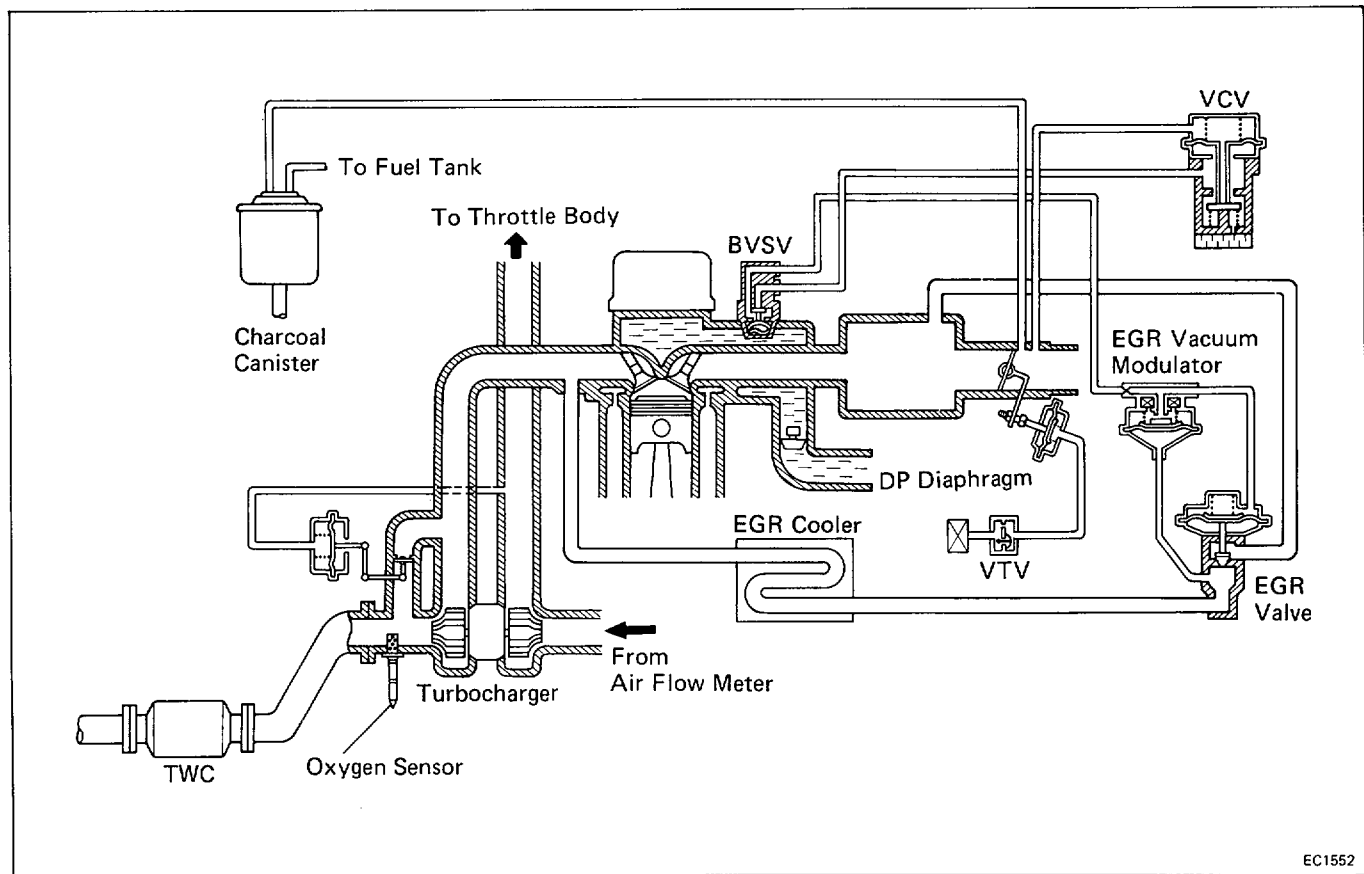 VCV
To Fuel Tank
To Throttle Body
BVSV
Charcoal
Canister
EGR Vacuum
Modulator
DP Diaphragm
EGR Cooler
VTV
EGR
Valve
From
Air Flow Meter
Turbocharger
Oxygen Sensor
TWC
EC1552